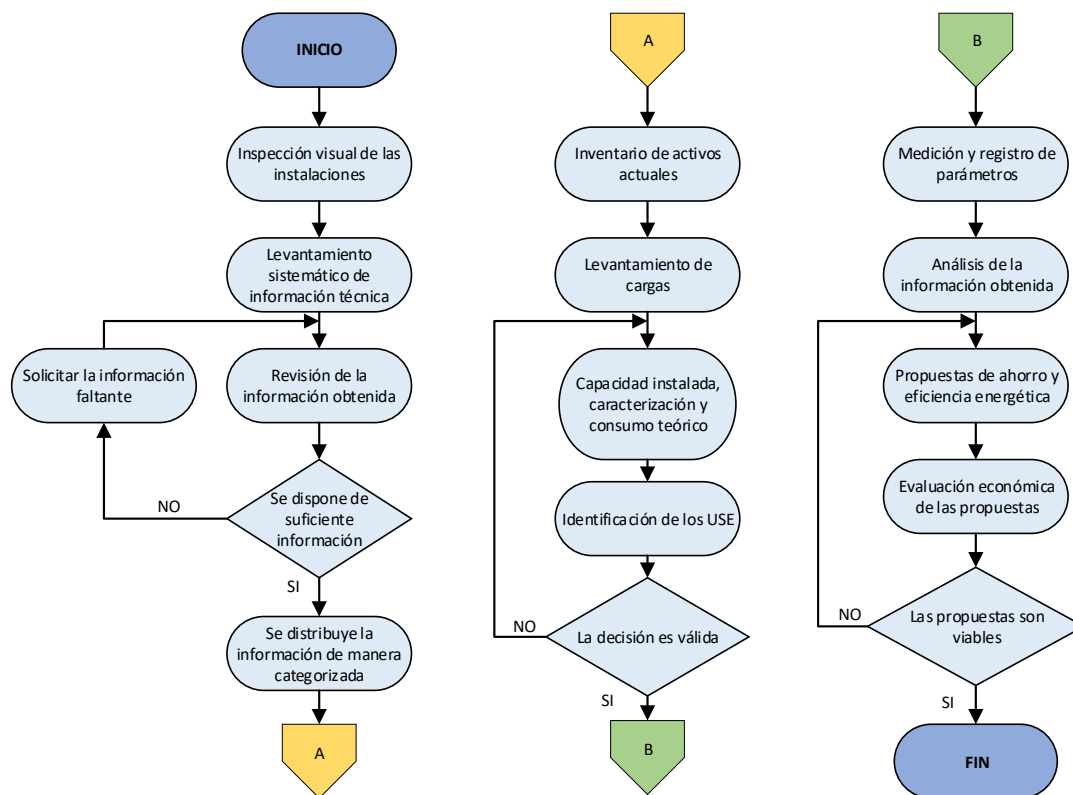 INICIO
Inspección visual de las
instalaciones
Levantamiento
sistemático de
información técnica
Solicitar la información
faltante
Revisión de la
información obtenida
NO
Se dispone de
suficiente
información
SI
Se distribuye la
información de manera
categorizada
A
A
Inventario de activos
actuales
Levantamiento de
cargas
Capacidad instalada,
caracterización y
consumo teórico
Identificación de los USE
NO
La decisión es válida
SI
B
B
Medición y registro de
parámetros
Análisis de la
información obtenida
Propuestas de ahorro y
eficiencia energética
Evaluación económica
de las propuestas
NO
Las propuestas son
viables
SI
FIN